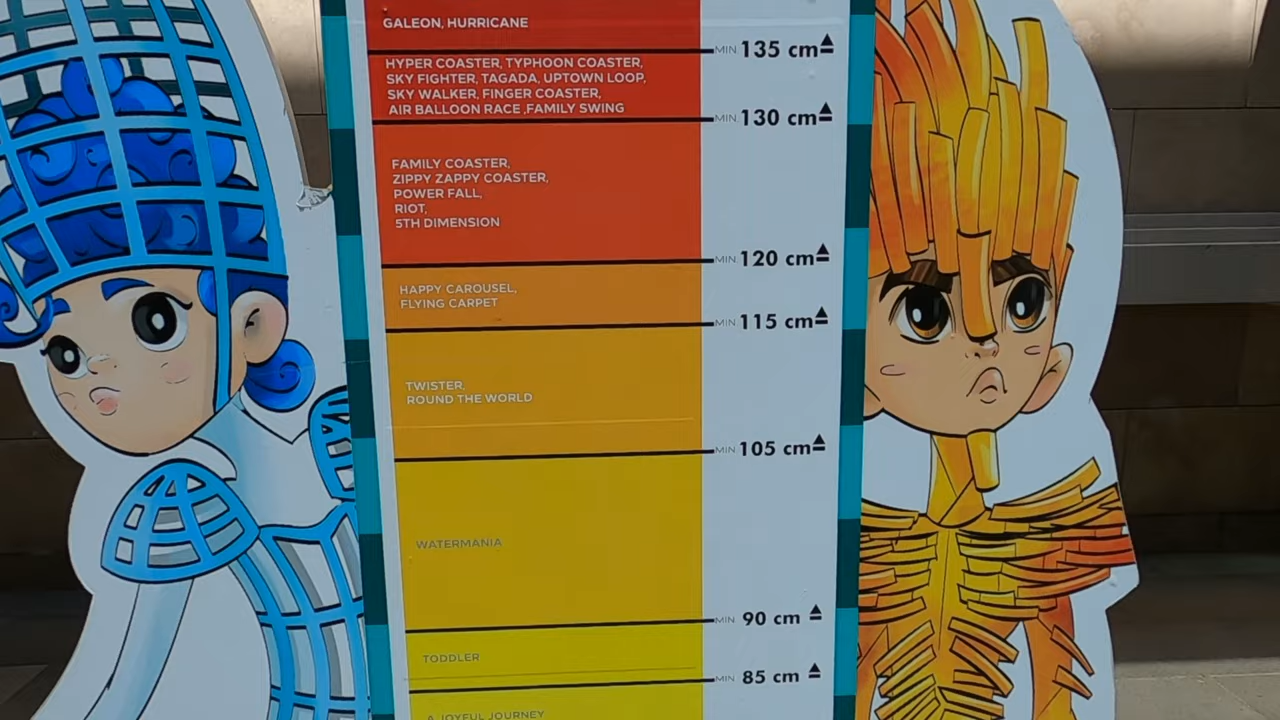 GALEON, HURRICANE
MIN 135 cm
HYPER COASTER, TYPHOON COASTER,
SKY FIGHTER, TAGADA, UPTOWN LOOP,
SKY WALKER, FINGER COASTER,
AIR BALLOON RACE ,FAMILY SWING
MIN 130 cm
FAMILY COASTER,
ZIPPY ZAPPY COASTER,
POWER FALL,
RIOT,
5TH DIMENSION
MIN 120 cm
HAPPY CAROUSEL,
FLYING CARPET
MIN 115 cm
TWISTER,
ROUND THE WORLD
MIN 105 cm
WATERMANIA
MIN 90 cm
TODDLER
MIN 85 cm
A JOYFUL JOURNEY